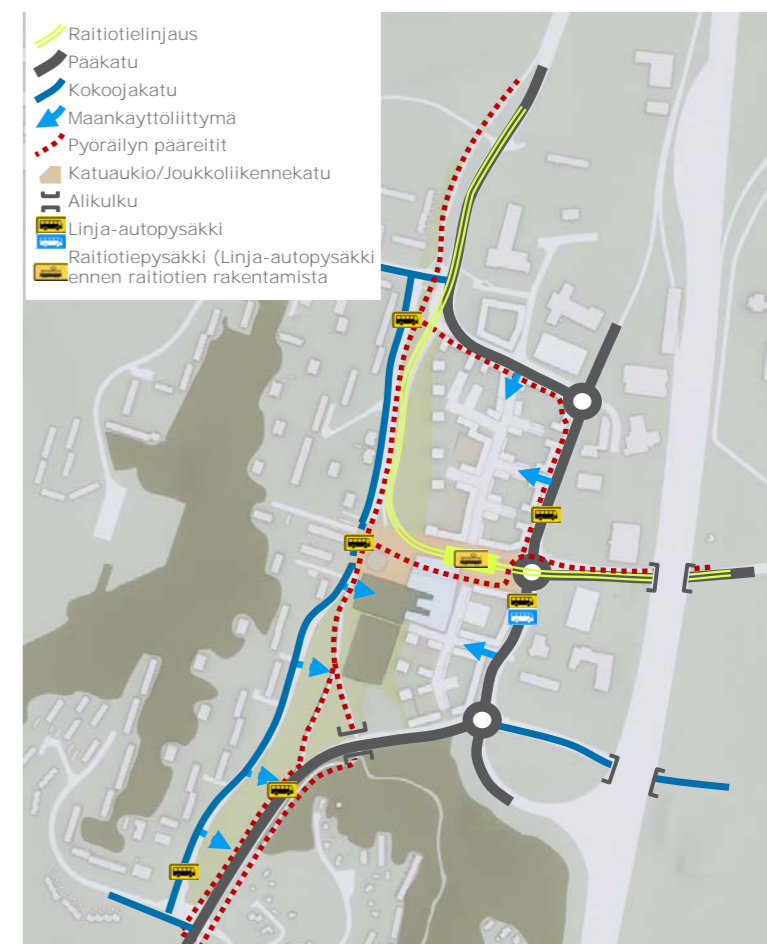 Raitiotielinjaus
Pääkatu
Kokoojakatu
Maankäyttöliittymä
Pyöräilyn pääreitit
Katuaukio/Joukkoliikennekatu
Alikulku
Linja-autopysäkki
Raitiotiepysäkki (Linja-autopysäkki
ennen raitiotien rakentamista